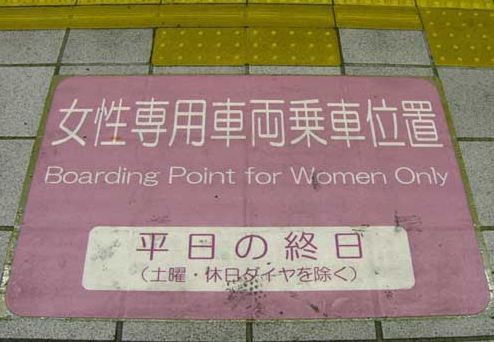 女性専用車両乗車位置
Boarding Point for Women Only
平日の終日
（土曜・休日ダイヤを除く）